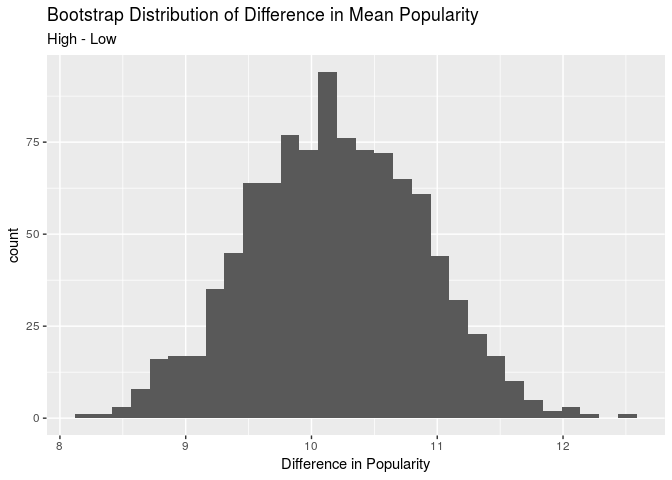 Bootstrap Distribution of Difference in Mean Popularity
High - Low
75
50
25
0
count
8 9 10 11 12
Difference in Popularity